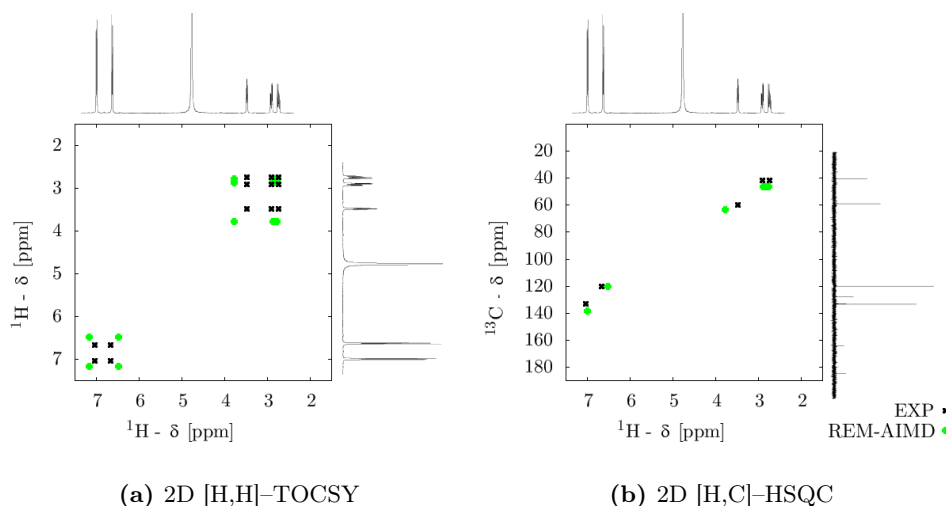 2
3
4
5
6
7
¹H - δ [ppm]
7 6 5 4 3 2
¹H - δ [ppm]
20
40
60
80
100
120
140
160
180
¹³C - δ [ppm]
7 6 5 4 3 2
¹H - δ [ppm]
EXP
REM-AIMD
(a) 2D [H,H]–TOCSY
(b) 2D [H,C]–HSQC